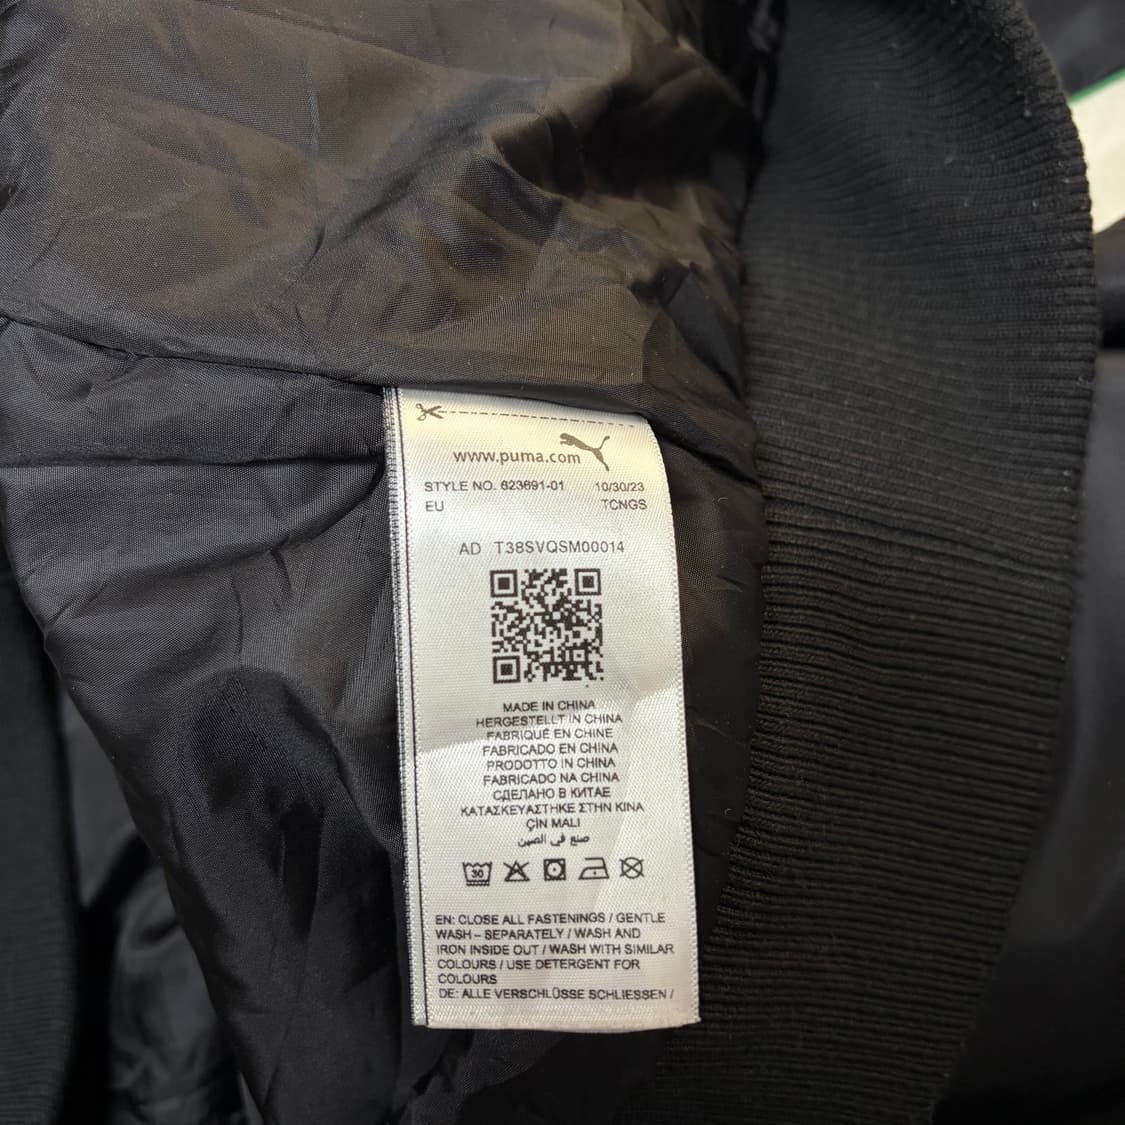 www.puma.com
STYLE NO. 623691-01 10/30/23
EU TCNGS
AD T38SVQSM00014
MADE IN CHINA
HERGESTELLT IN CHINA
FABRIQUÉ EN CHINE
FABRICADO EN CHINA
PRODOTTO IN CHINA
FABRICADO NA CHINA
СДЕЛАНО В КИТАЕ
ΚΑΤΑΣΚΕΥΑΣΤΗΚΕ ΣΤΗΝ ΚΙΝΑ
ÇİN MALI
صنع في الصين
30
EN: CLOSE ALL FASTENINGS / GENTLE
WASH – SEPARATELY / WASH AND
IRON INSIDE OUT / WASH WITH SIMILAR
COLOURS / USE DETERGENT FOR
COLOURS
DE: ALLE VERSCHLÜSSE SCHLIESSEN /